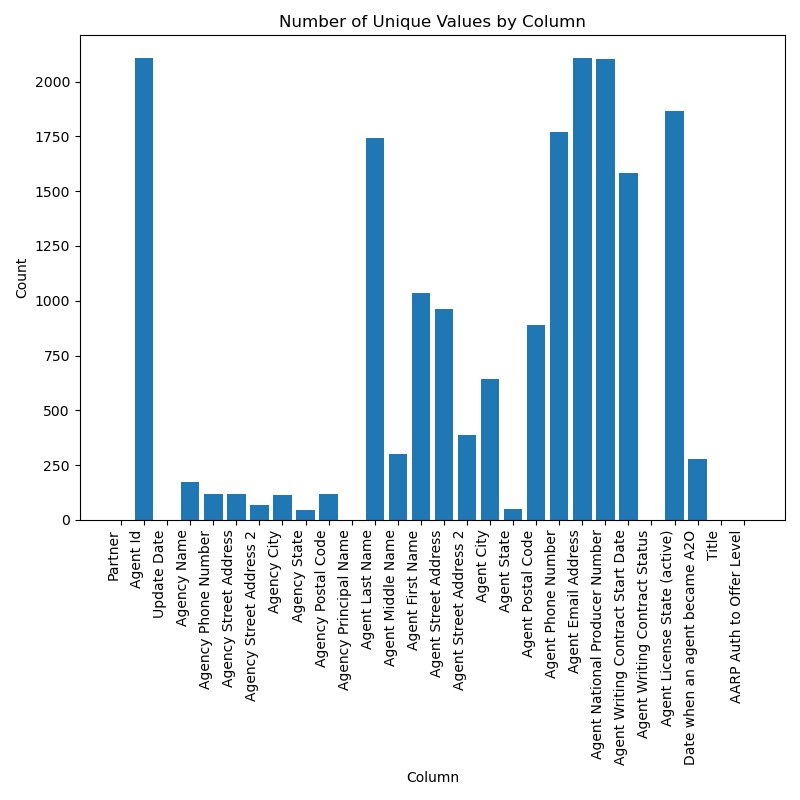 Number of Unique Values by Column
Count
2000
1750
1500
1250
1000
750
500
250
0
Partner
Agent Id
Update Date
Agency Name
Agency Phone Number
Agency Street Address
Agency Street Address 2
Agency City
Agency State
Agency Postal Code
Agency Principal Name
Agent Last Name
Agent Middle Name
Agent First Name
Agent Street Address
Agent Street Address 2
Agent City
Agent State
Agent Postal Code
Agent Phone Number
Agent Email Address
Agent National Producer Number
Agent Writing Contract Start Date
Agent Writing Contract Status
Agent License State (active)
Date when an agent became A2O
Title
AARP Auth to Offer Level
Column